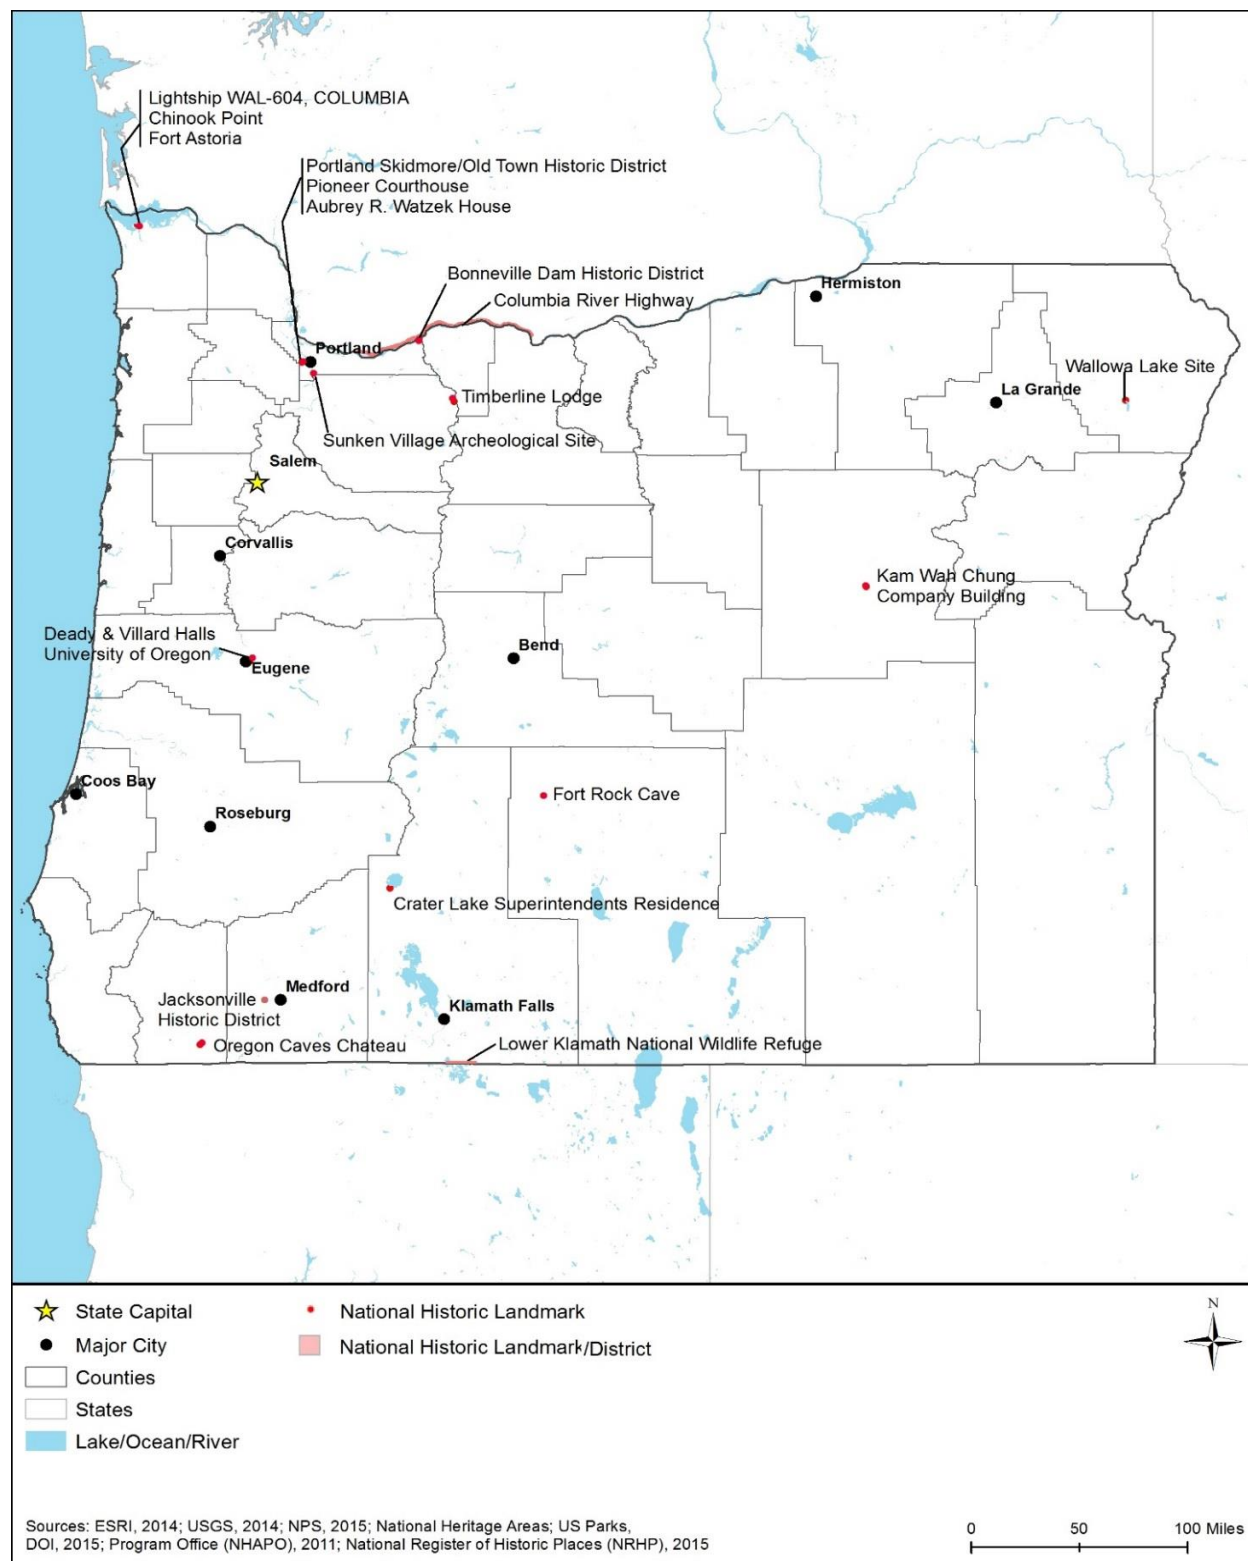 Lightship WAL-604, COLUMBIA
Chinook Point
Fort Astoria
Portland Skidmore/Old Town Historic District
Pioneer Courthouse
Aubrey R. Watzek House
Bonneville Dam Historic District
Columbia River Highway
Hermiston
Portland
Wallowa Lake Site
La Grande
Timberline Lodge
Sunken Village Archeological Site
Salem
Corvallis
Kam Wah Chung
Company Building
Deady & Villard Halls
University of Oregon
Eugene
Bend
Coos Bay
Roseburg
Fort Rock Cave
Crater Lake Superintendents Residence
Jacksonville
Historic District
Medford
Klamath Falls
Oregon Caves Chateau
Lower Klamath National Wildlife Refuge
State Capital
National Historic Landmark
N
Major City
National Historic Landmark/District
Counties
States
Lake/Ocean/River
Sources: ESRI, 2014; USGS, 2014; NPS, 2015; National Heritage Areas; US Parks,
DOI, 2015; Program Office (NHAPO), 2011; National Register of Historic Places (NRHP), 2015
0 50 100 Miles